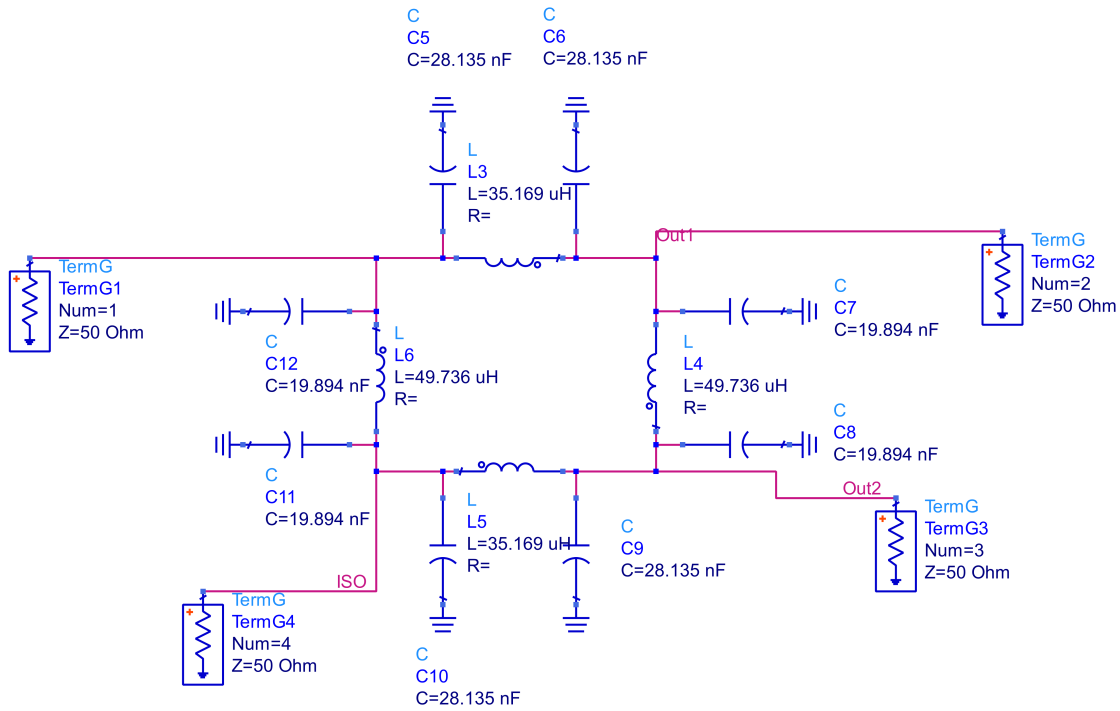 C
C5
C=28.135 nF
C
C6
C=28.135 nF
L
L3
L=35.169 uH
R=
Out1
TermG
TermG1
Num=1
Z=50 Ohm
TermG
TermG2
Num=2
Z=50 Ohm
C
C7
C=19.894 nF
C
C12
C=19.894 nF
L
L6
L=49.736 uH
R=
L
L4
L=49.736 uH
R=
C
C8
C=19.894 nF
C
C11
C=19.894 nF
L
L5
L=35.169 uH
R=
C
C9
C=28.135 nF
Out2
TermG
TermG3
Num=3
Z=50 Ohm
ISO
TermG
TermG4
Num=4
Z=50 Ohm
C
C10
C=28.135 nF